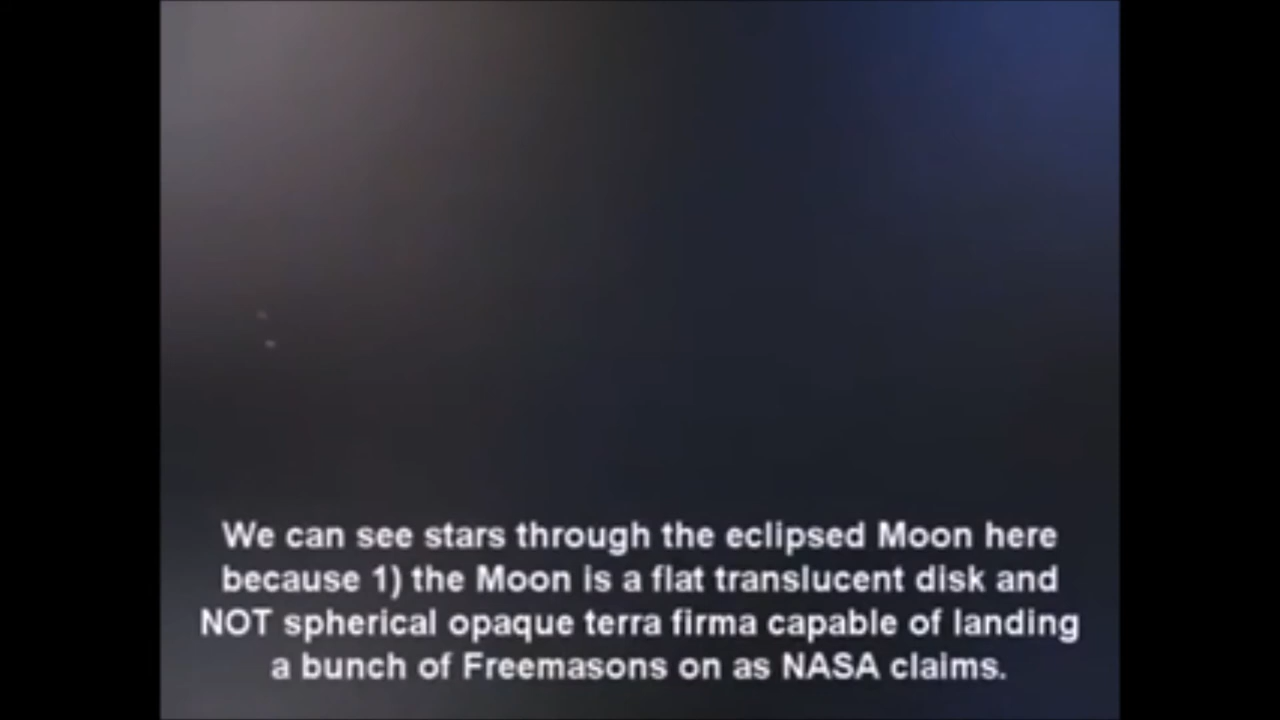 We can see stars through the eclipsed Moon here
because 1) the Moon is a flat translucent disk and
NOT spherical opaque terra firma capable of landing
a bunch of Freemasons on as NASA claims.